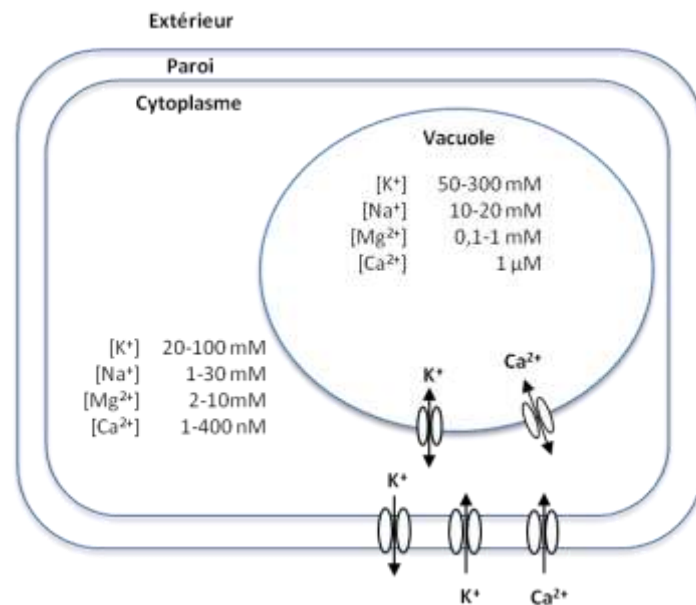 Extérieur
Paroi
Cytoplasme
Vacuole
[K⁺] 50-300 mM
[Na⁺] 10-20 mM
[Mg²⁺] 0,1-1 mM
[Ca²⁺] 1 µM
[K⁺] 20-100 mM
[Na⁺] 1-30 mM
[Mg²⁺] 2-10mM
[Ca²⁺] 1-400 nM
K⁺
Ca²⁺
K⁺
K⁺
Ca²⁺